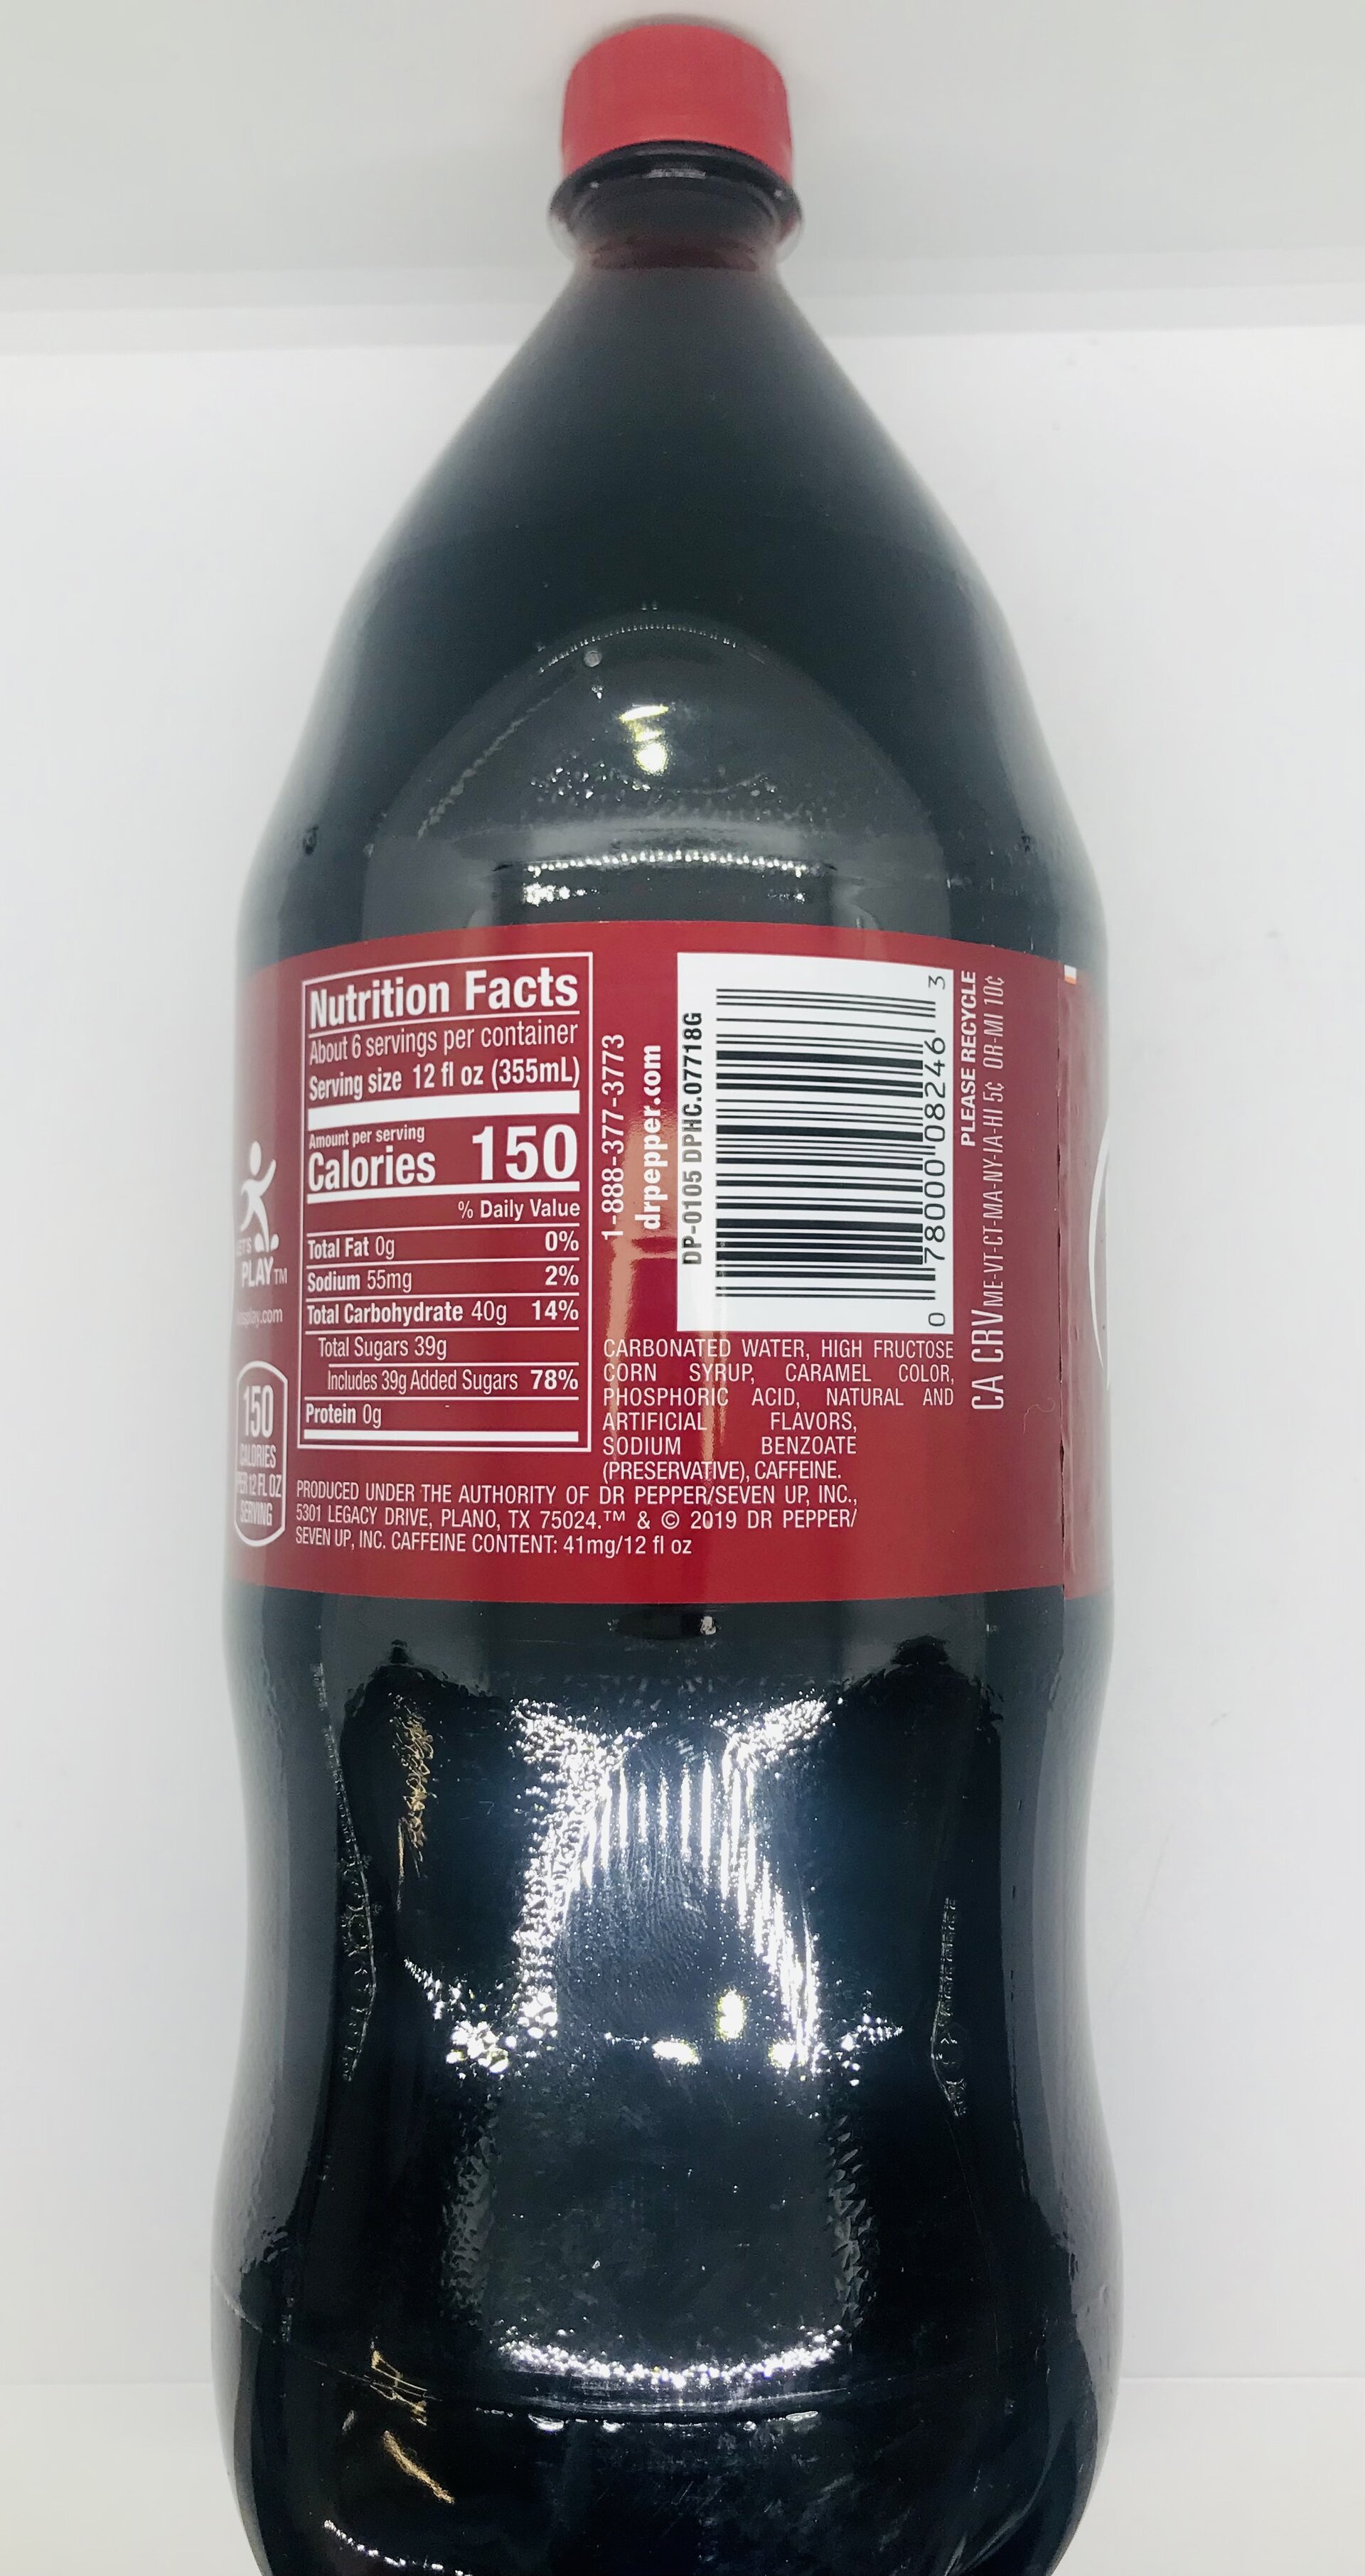 Nutrition Facts
About 6 servings per container
Serving size 12 fl oz (355mL)
Amount per serving
Calories 150
% Daily Value
Total Fat 0g 0%
Sodium 55mg 2%
Total Carbohydrate 40g 14%
Total Sugars 39g
Includes 39g Added Sugars 78%
Protein 0g
PLAY™
150
CALORIES
PER 12 FL OZ
SERVING
1-888-377-3773
drpepper.com
DP-0105 DPHC.07718G
0 78000 08246 3
PLEASE RECYCLE
CA CRV ME-VT-CT-MA-NY-IA-HI 5¢ OR-MI 10¢
CARBONATED WATER, HIGH FRUCTOSE
CORN SYRUP, CARAMEL COLOR,
PHOSPHORIC ACID, NATURAL AND
ARTIFICIAL FLAVORS,
SODIUM BENZOATE
(PRESERVATIVE), CAFFEINE.
PRODUCED UNDER THE AUTHORITY OF DR PEPPER/SEVEN UP, INC.,
5301 LEGACY DRIVE, PLANO, TX 75024.™ & © 2019 DR PEPPER/
SEVEN UP, INC. CAFFEINE CONTENT: 41mg/12 fl oz